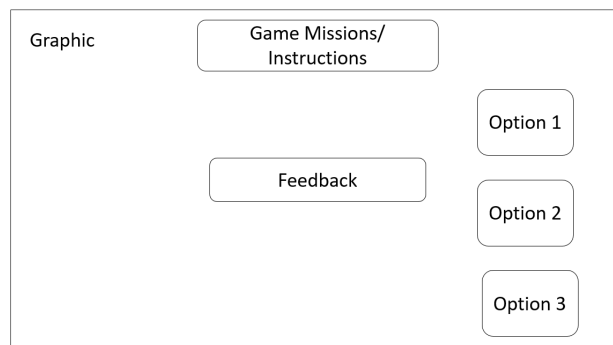 Graphic
Game Missions/
Instructions
Option 1
Feedback
Option 2
Option 3